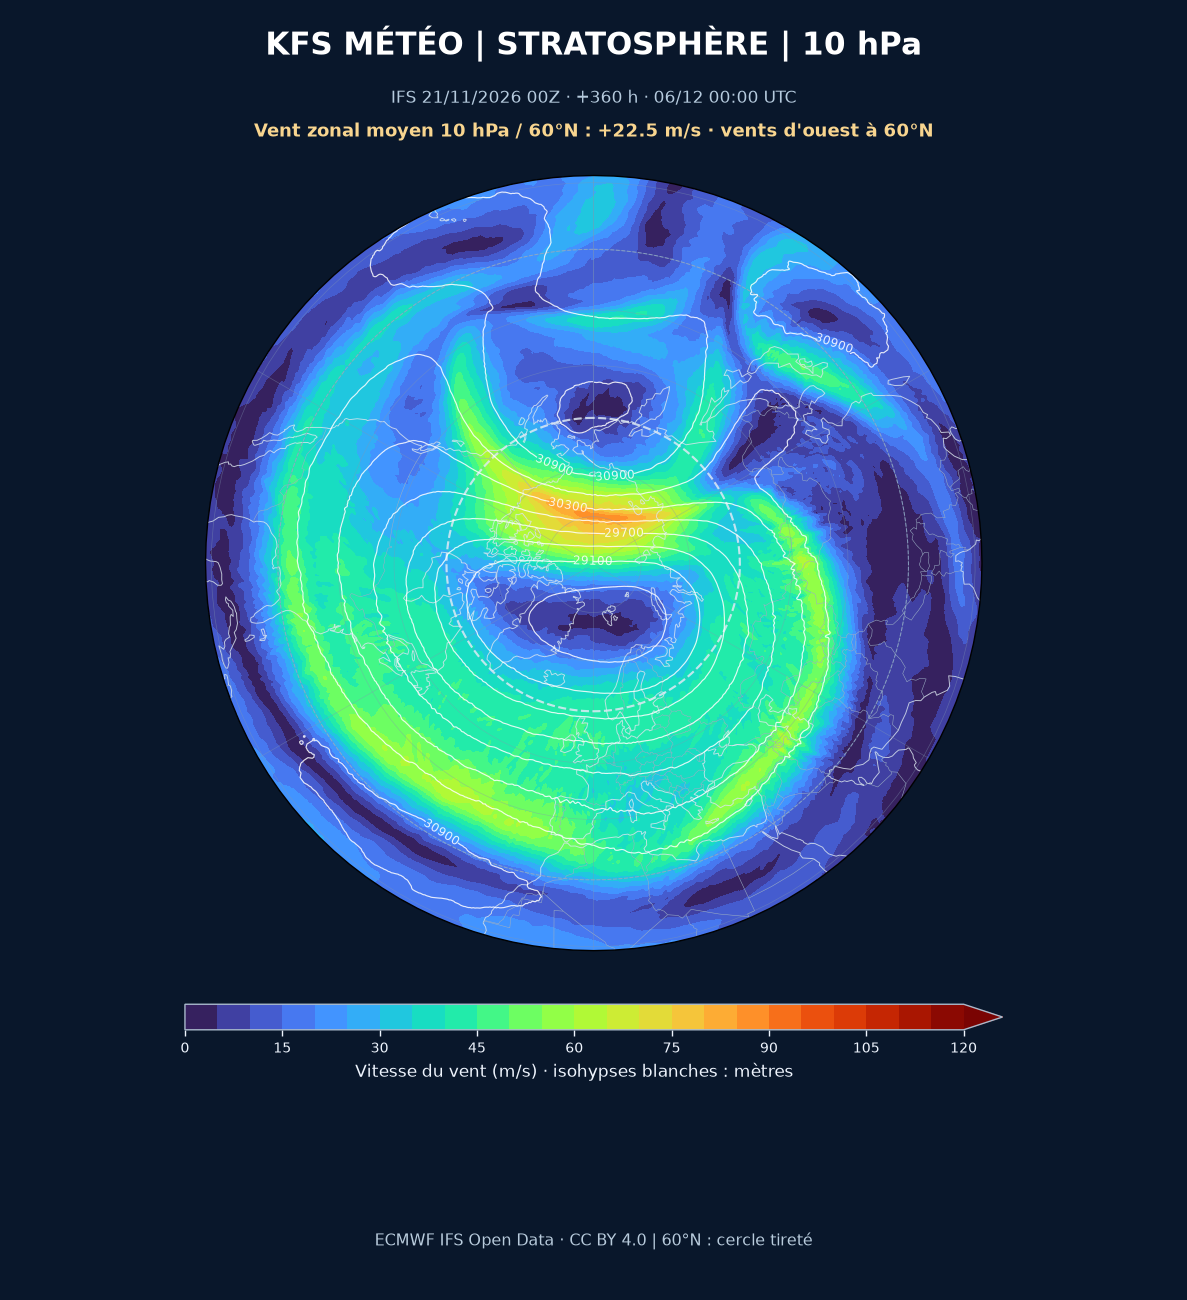 KFS MÉTÉO | STRATOSPHÈRE | 10 hPa
IFS 21/11/2026 00Z · +360 h · 06/12 00:00 UTC
Vent zonal moyen 10 hPa / 60°N : +22.5 m/s · vents d'ouest à 60°N
30900
30900
30900
30300
29700
29100
30900
0 15 30 45 60 75 90 105 120
Vitesse du vent (m/s) · isohypses blanches : mètres
ECMWF IFS Open Data · CC BY 4.0 | 60°N : cercle tireté